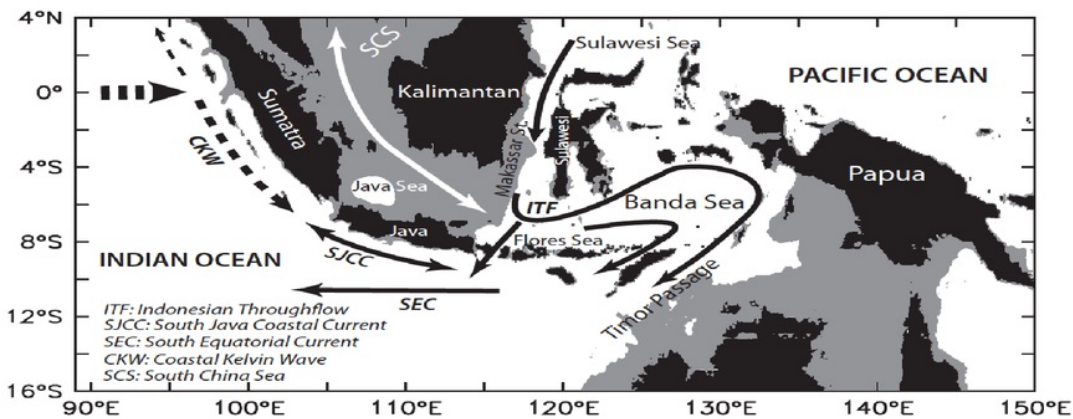 4°N
0°
4°S
8°S
12°S
16°S
SCS
Sulawesi Sea
PACIFIC OCEAN
Kalimantan
Sumatra
CKW
Makassar St.
Sulawesi
Java Sea
Papua
ITF
Banda Sea
Java
Flores Sea
SJCC
INDIAN OCEAN
SEC
Timor Passage
ITF: Indonesian Throughflow
SJCC: South Java Coastal Current
SEC: South Equatorial Current
CKW: Coastal Kelvin Wave
SCS: South China Sea
90°E 100°E 110°E 120°E 130°E 140°E 150°E